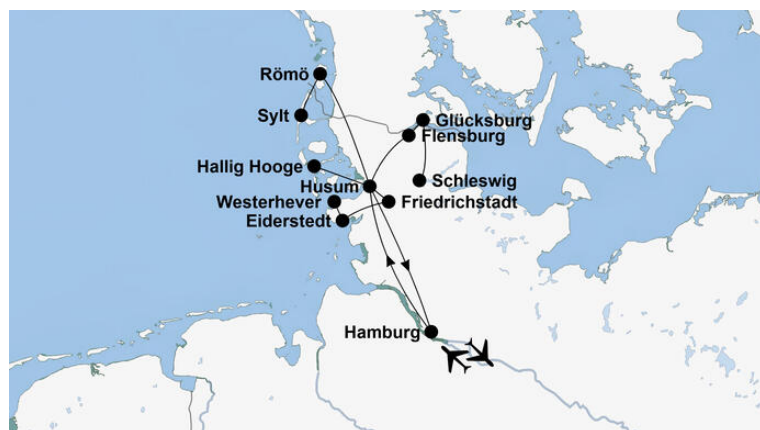 Römö
Sylt
Glücksburg
Flensburg
Hallig Hooge
Husum
Schleswig
Westerhever
Friedrichstadt
Eiderstedt
Hamburg